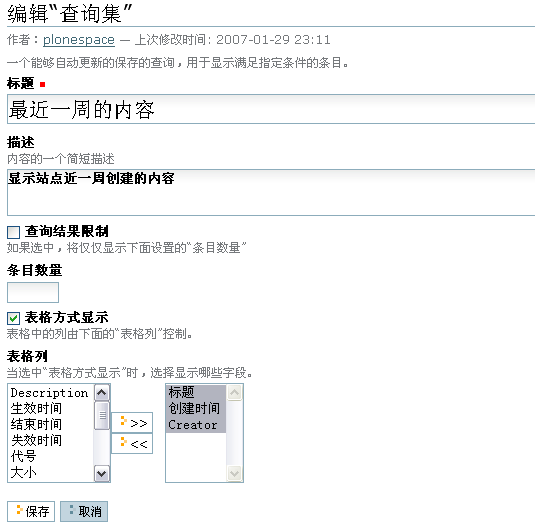 编辑“查询集”
作者：plonespace — 上次修改时间: 2007-01-29 23:11
一个能够自动更新的保存的查询，用于显示满足指定条件的条目。
标题
最近一周的内容
描述
内容的一个简短描述
显示站点近一周创建的内容
查询结果限制
如果选中，将仅仅显示下面设置的“条目数量”
条目数量
表格方式显示
表格中的列由下面的“表格列”控制。
表格列
当选中“表格方式显示”时，选择显示哪些字段。
Description
生效时间
结束时间
失效时间
代号
大小
>>
<<
标题
创建时间
Creator
保存 取消